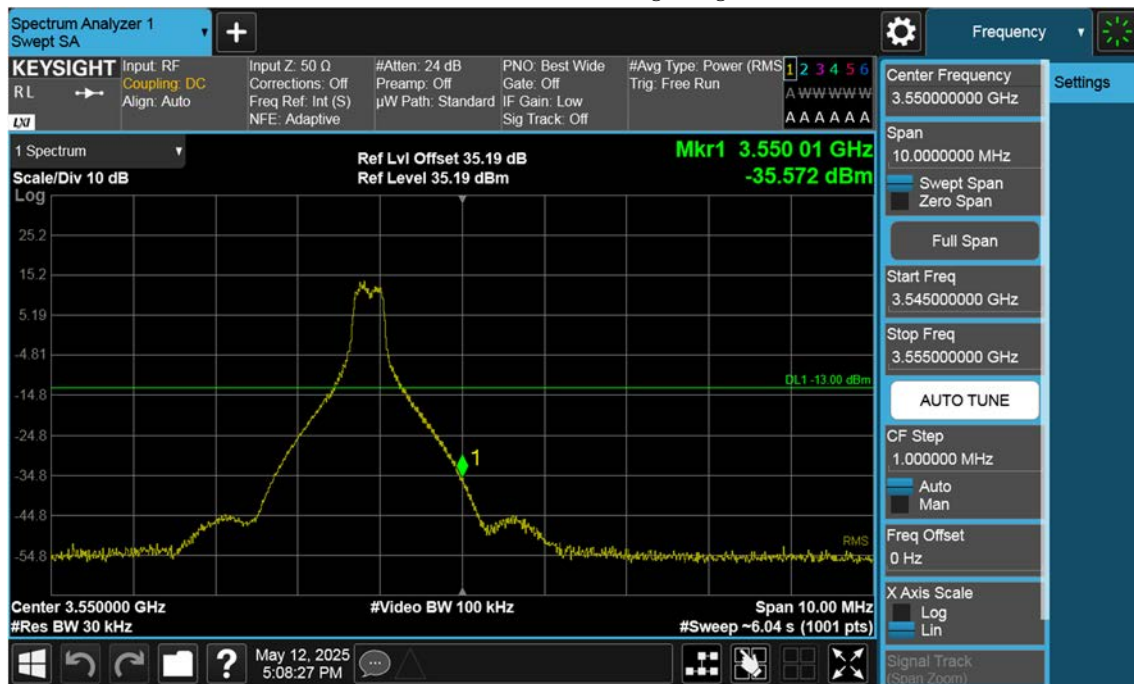 Spectrum Analyzer 1
Swept SA
Frequency
KEYSIGHT
RL
LXI
Input: RF
Coupling: DC
Align: Auto
Input Z: 50 Ω
Corrections: Off
Freq Ref: Int (S)
NFE: Adaptive
#Atten: 24 dB
Preamp: Off
µW Path: Standard
PNO: Best Wide
Gate: Off
IF Gain: Low
Sig Track: Off
#Avg Type: Power (RMS
Trig: Free Run
1 2 3 4 5 6
A W W W W W
A A A A A A
1 Spectrum
Scale/Div 10 dB
Ref Lvl Offset 35.19 dB
Ref Level 35.19 dBm
Mkr1 3.550 01 GHz
-35.572 dBm
Log
25.2
15.2
5.19
-4.81
-14.8
-24.8
-34.8
-44.8
-54.8
DL1 -13.00 dBm
1
RMS
Center 3.550000 GHz
#Res BW 30 kHz
#Video BW 100 kHz
Span 10.00 MHz
#Sweep ~6.04 s (1001 pts)
Center Frequency
3.550000000 GHz
Settings
Span
10.0000000 MHz
Swept Span
Zero Span
Full Span
Start Freq
3.545000000 GHz
Stop Freq
3.555000000 GHz
AUTO TUNE
CF Step
1.000000 MHz
Auto
Man
Freq Offset
0 Hz
X Axis Scale
Log
Lin
Signal Track
(Span Zoom)
?
May 12, 2025
5:08:27 PM